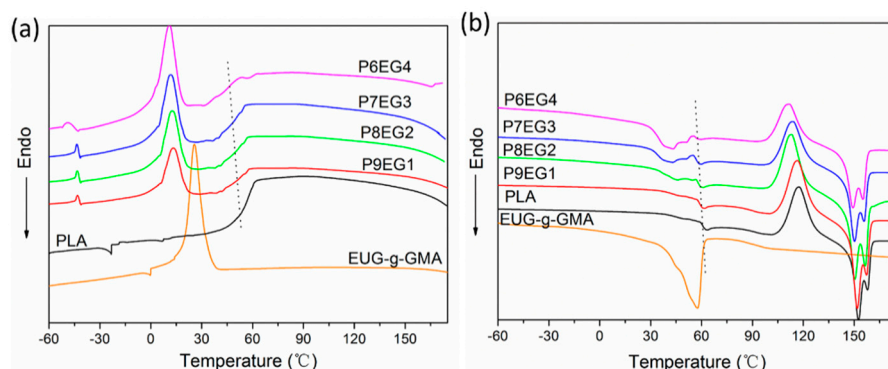 (a)
P6EG4
P7EG3
P8EG2
P9EG1
PLA
EUG-g-GMA
Endo
-60 -30 0 30 60 90 120 150
Temperature (℃)
(b)
P6EG4
P7EG3
P8EG2
P9EG1
PLA
EUG-g-GMA
Endo
-60 -30 0 30 60 90 120 150
Temperature (℃)